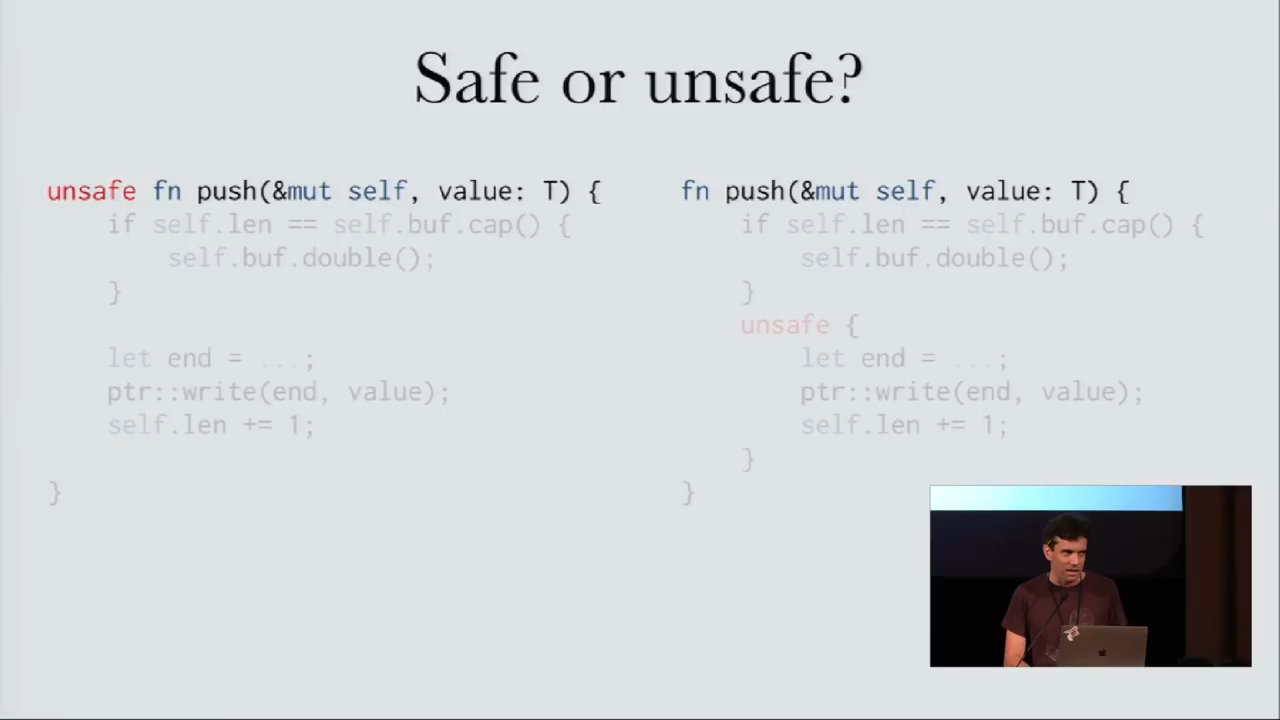 Safe or unsafe?
unsafe fn push(&mut self, value: T) {
if self.len == self.buf.cap() {
self.buf.double();
}
let end = ...;
ptr::write(end, value);
self.len += 1;
}
fn push(&mut self, value: T) {
if self.len == self.buf.cap() {
self.buf.double();
}
unsafe {
let end = ...;
ptr::write(end, value);
self.len += 1;
}
}